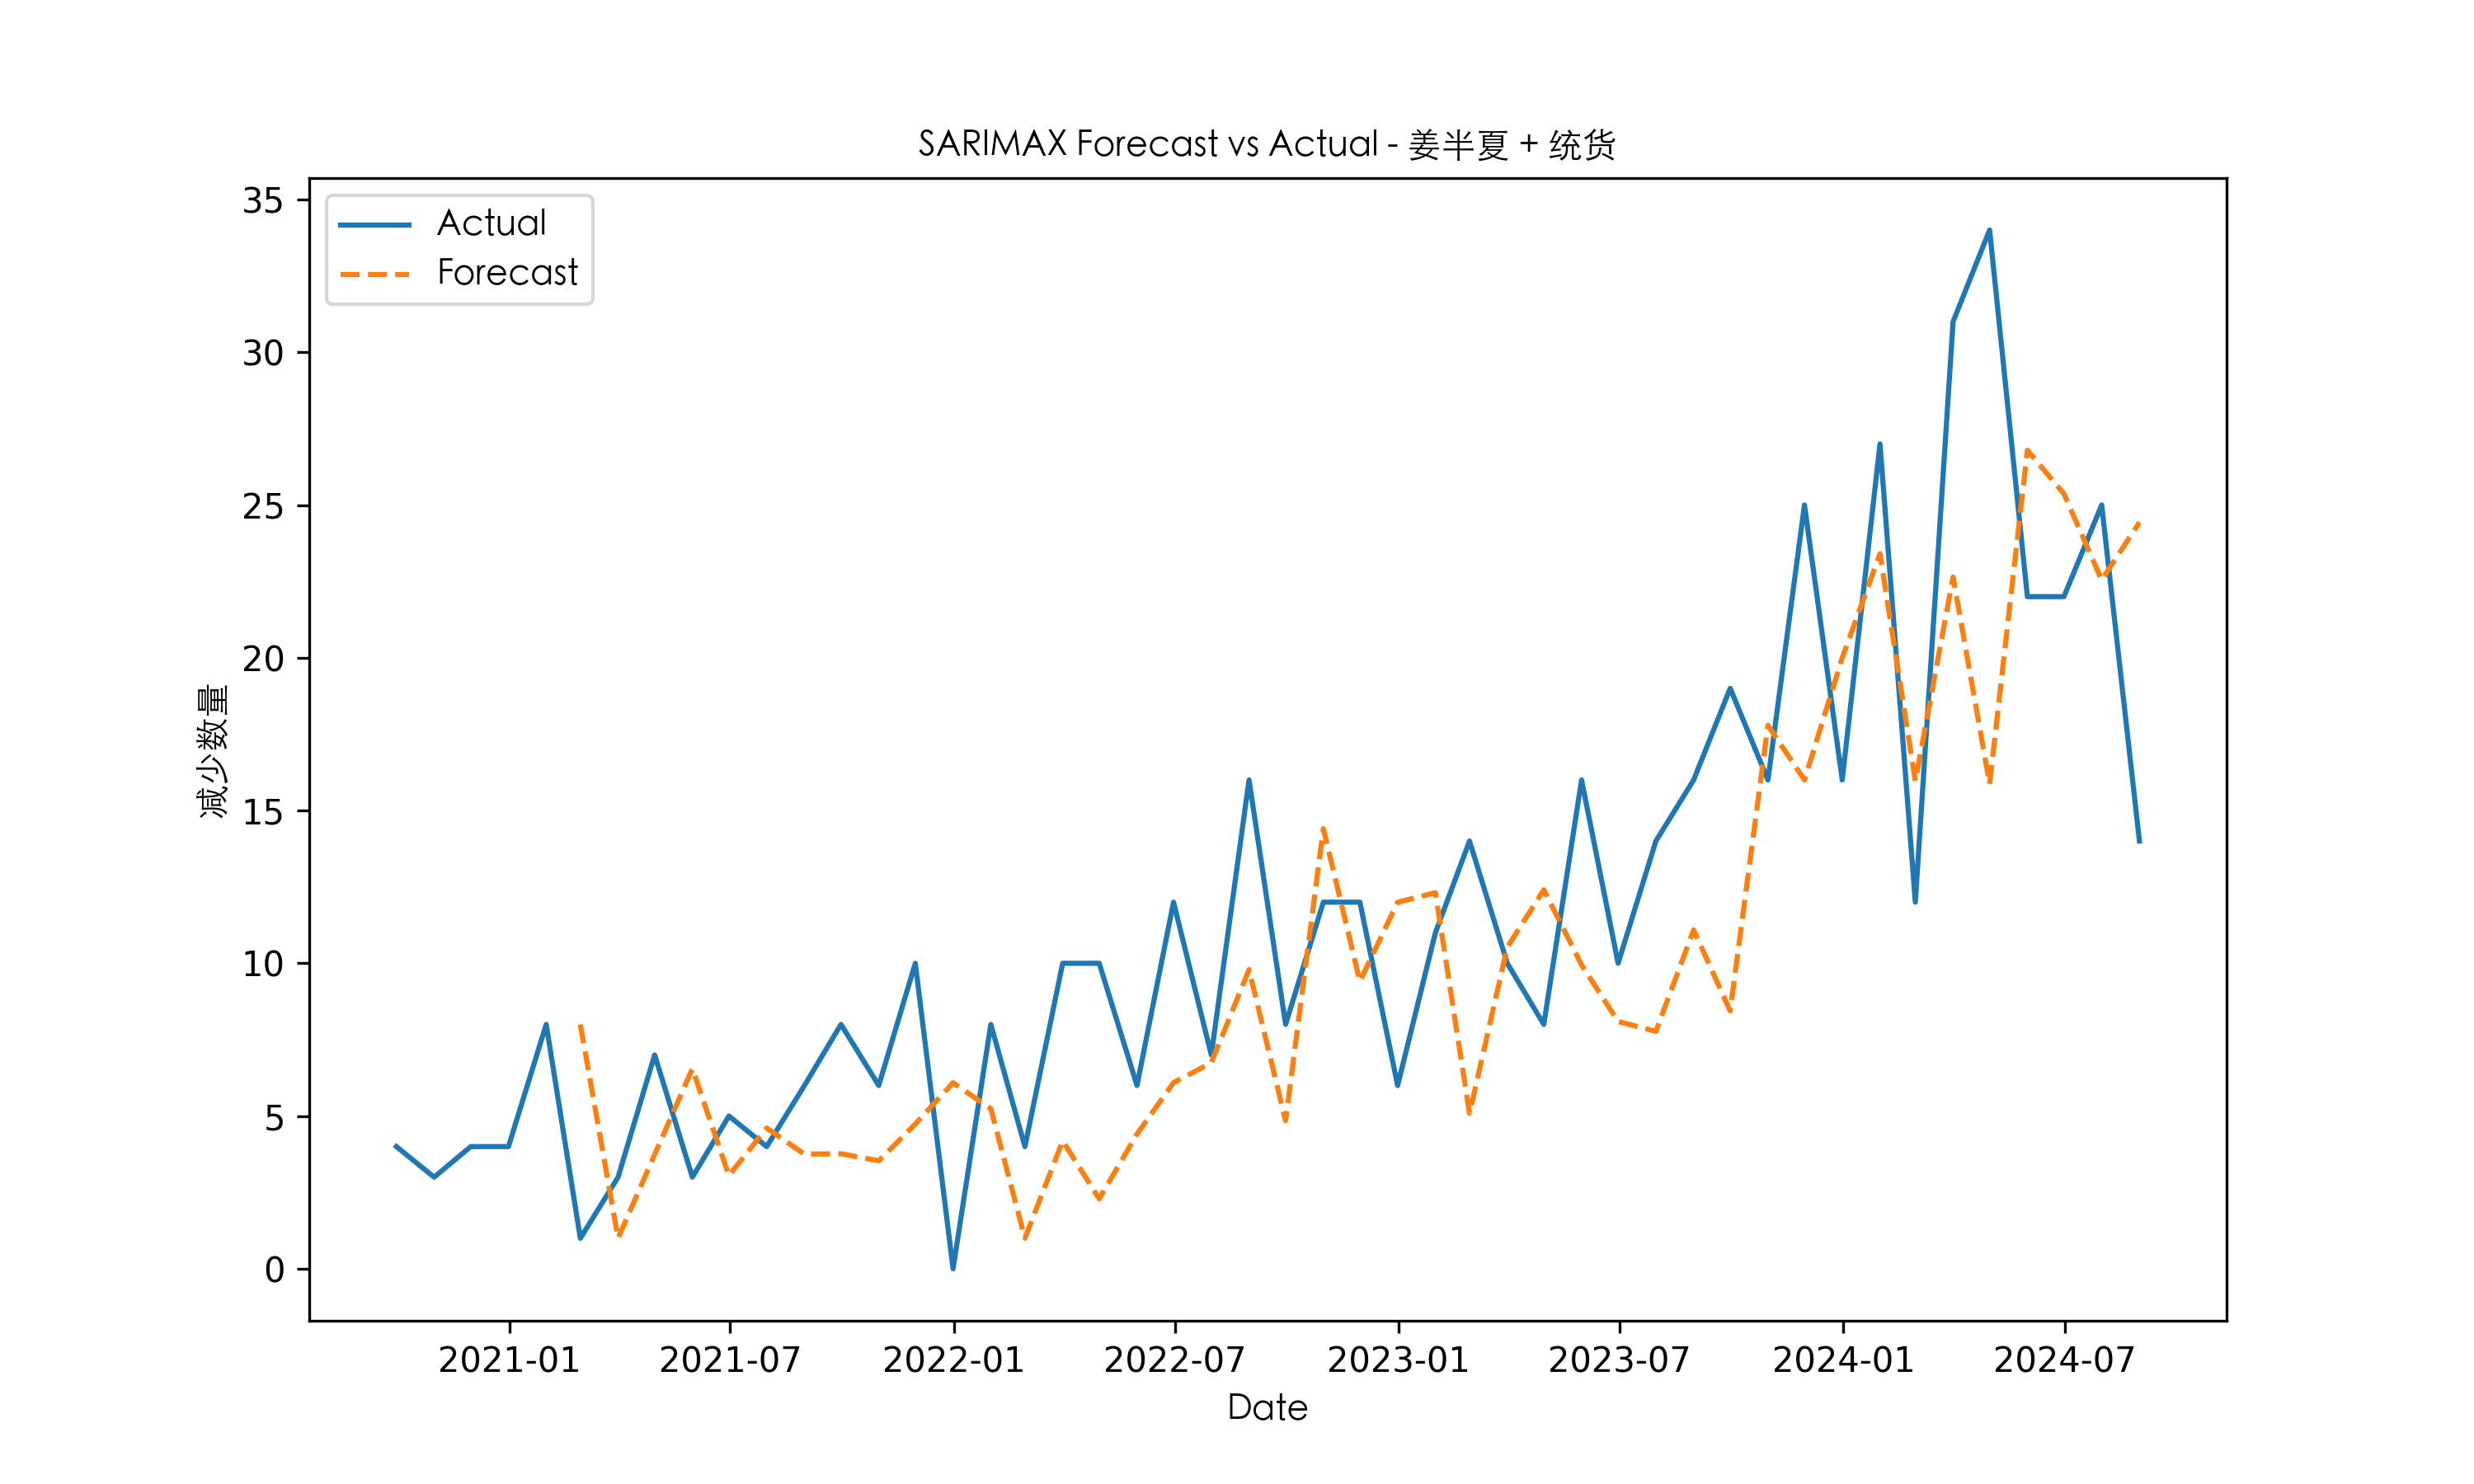 SARIMAX Forecast vs Actual - 姜半夏 + 统货
Actual
Forecast
35
30
25
20
15
10
5
0
减少数量
2021-01 2021-07 2022-01 2022-07 2023-01 2023-07 2024-01 2024-07
Date